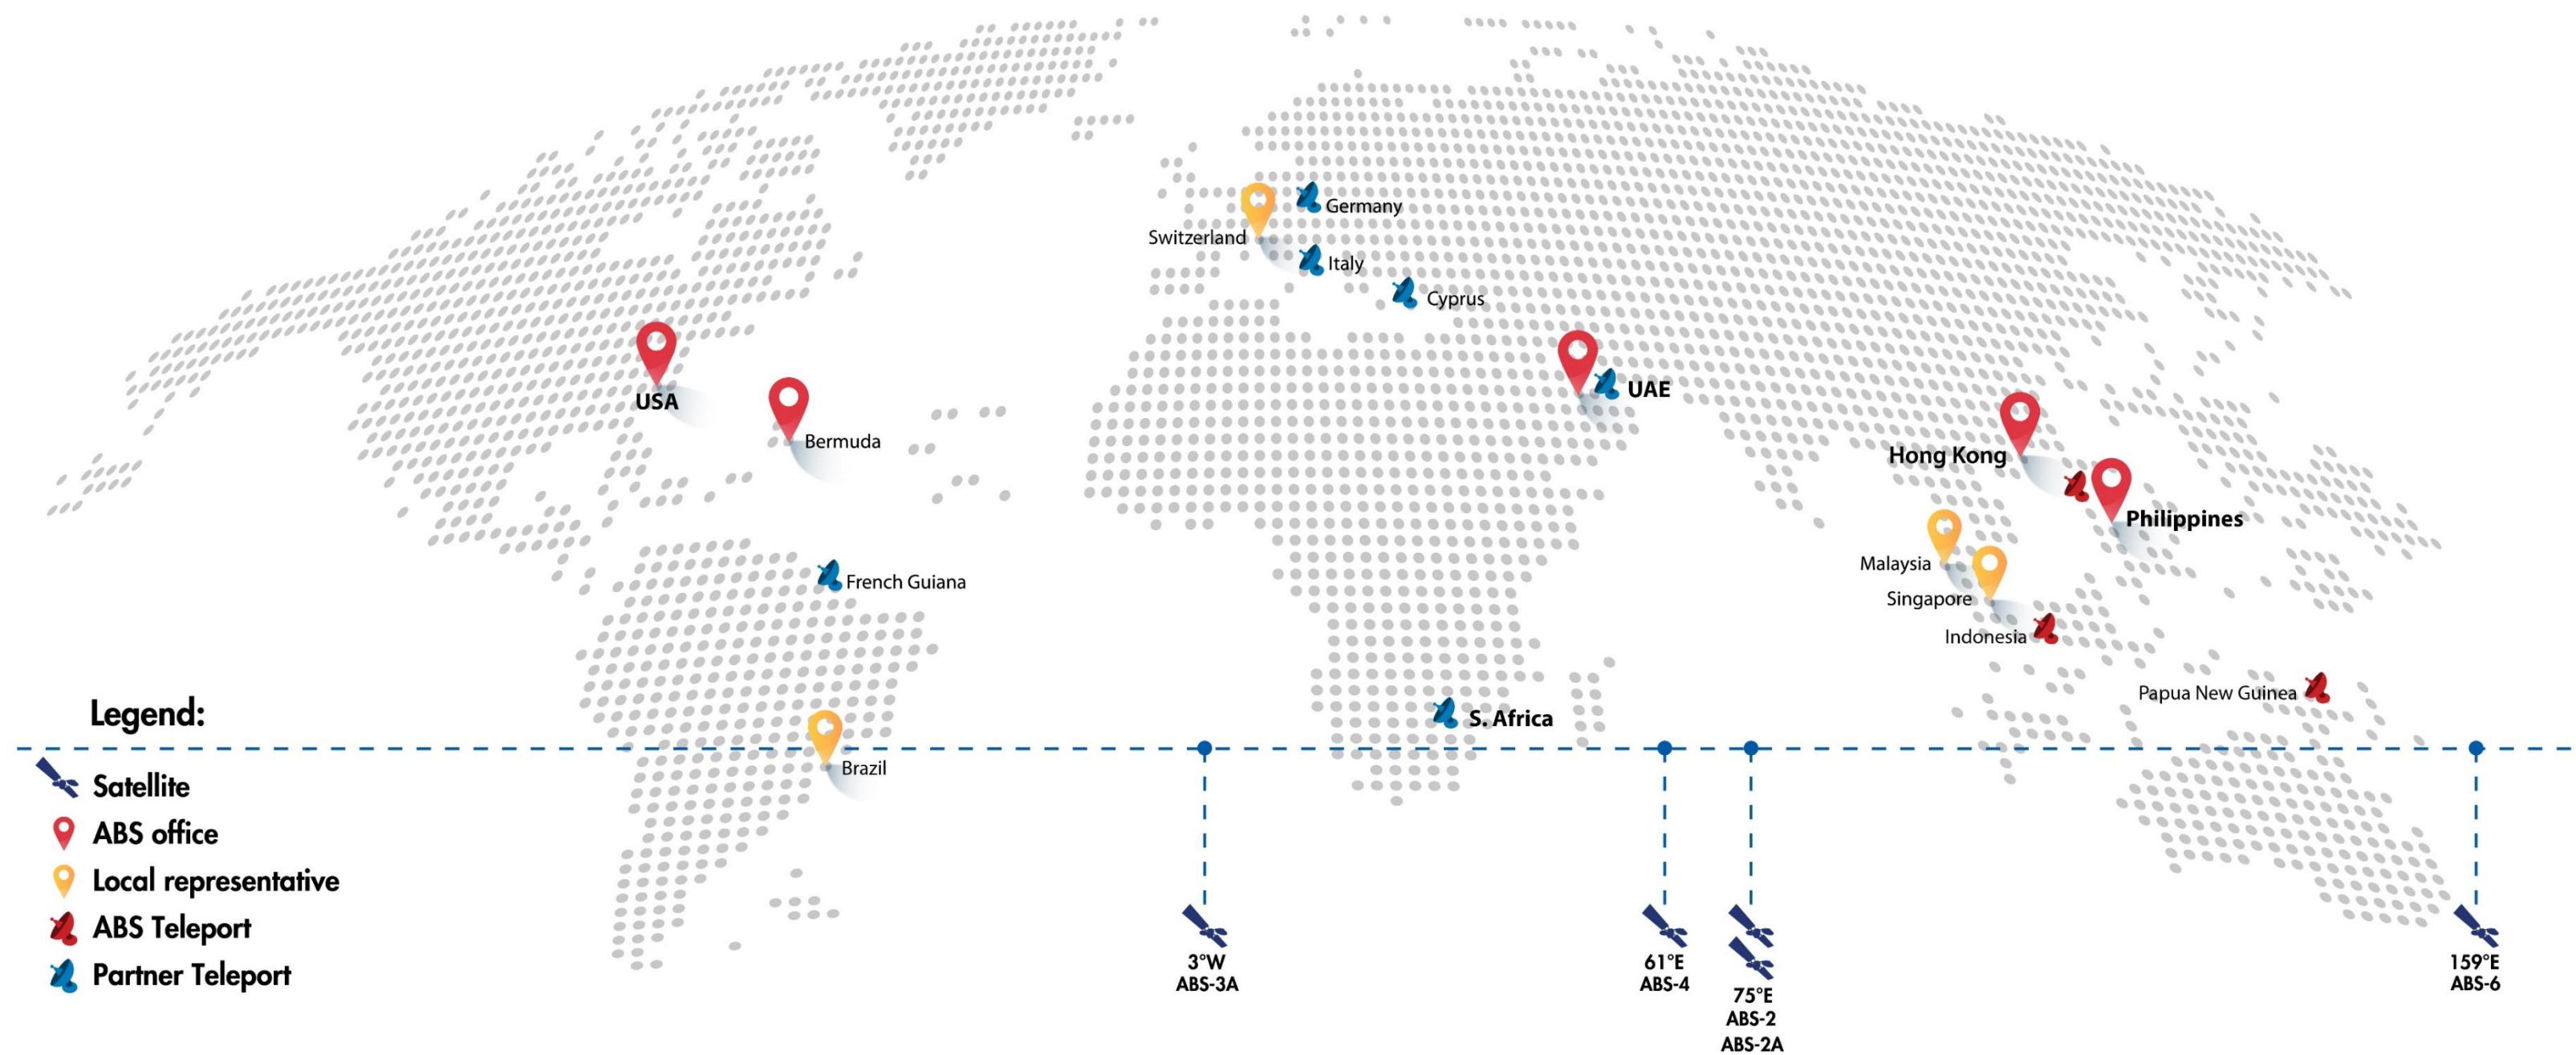 Germany
Switzerland
Italy
Cyprus
USA
UAE
Bermuda
Hong Kong
Philippines
French Guiana
Malaysia
Singapore
Indonesia
Papua New Guinea
S. Africa
Brazil
Legend:
Satellite
ABS office
Local representative
ABS Teleport
Partner Teleport
3°W
ABS-3A
61°E
ABS-4
75°E
ABS-2
ABS-2A
159°E
ABS-6